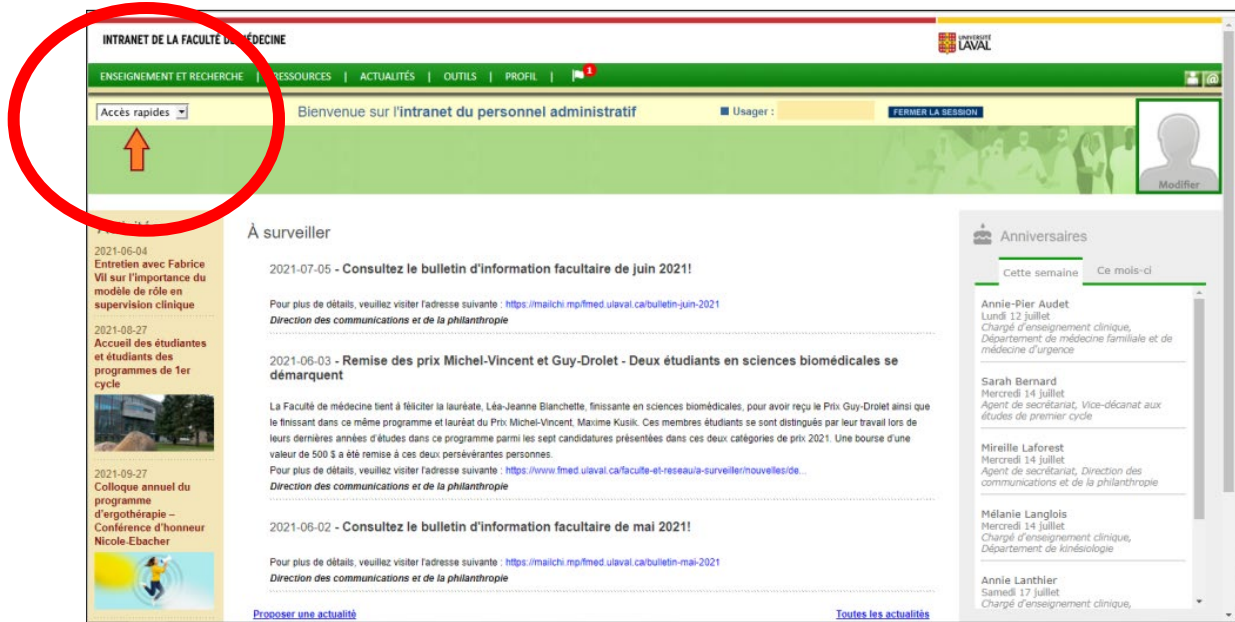 INTRANET DE LA FACULTÉ DE MÉDECINE
UNIVERSITÉ
LAVAL
ENSEIGNEMENT ET RECHERCHE | RESSOURCES | ACTUALITÉS | OUTILS | PROFIL | 1
Accès rapides
Bienvenue sur l'intranet du personnel administratif
Usager :
FERMER LA SESSION
Modifier
2021-06-04
Entretien avec Fabrice
Vil sur l'importance du
modèle de rôle en
supervision clinique
2021-08-27
Accueil des étudiantes
et étudiants des
programmes de 1er
cycle
2021-09-27
Colloque annuel du
programme
d'ergothérapie –
Conférence d'honneur
Nicole-Ebacher
À surveiller
2021-07-05 - Consultez le bulletin d'information facultaire de juin 2021!
Pour plus de détails, veuillez visiter l'adresse suivante : https://mailchi.mp/fmed.ulaval.ca/bulletin-juin-2021
Direction des communications et de la philanthropie
2021-06-03 - Remise des prix Michel-Vincent et Guy-Drolet - Deux étudiants en sciences biomédicales se
démarquent
La Faculté de médecine tient à féliciter la lauréate, Léa-Jeanne Blanchette, finissante en sciences biomédicales, pour avoir reçu le Prix Guy-Drolet ainsi que
le finissant dans ce même programme et lauréat du Prix Michel-Vincent, Maxime Kusik. Ces membres étudiants se sont distingués par leur travail lors de
leurs dernières années d'études dans ce programme parmi les sept candidatures présentées dans ces deux catégories de prix 2021. Une bourse d'une
valeur de 500 $ a été remise à ces deux persévérantes personnes.
Pour plus de détails, veuillez visiter l'adresse suivante : https://www.fmed.ulaval.ca/faculte-et-reseau/a-surveiller/nouvelles/de...
Direction des communications et de la philanthropie
2021-06-02 - Consultez le bulletin d'information facultaire de mai 2021!
Pour plus de détails, veuillez visiter l'adresse suivante : https://mailchi.mp/fmed.ulaval.ca/bulletin-mai-2021
Direction des communications et de la philanthropie
Proposer une actualité
Toutes les actualités
Anniversaires
Cette semaine
Ce mois-ci
Annie-Pier Audet
Lundi 12 juillet
Chargé d'enseignement clinique,
Département de médecine familiale et de
médecine d'urgence
Sarah Bernard
Mercredi 14 juillet
Agent de secrétariat, Vice-décanat aux
études de premier cycle
Mireille Laforest
Mercredi 14 juillet
Agent de secrétariat, Direction des
communications et de la philanthropie
Mélanie Langlois
Mercredi 14 juillet
Chargé d'enseignement clinique,
Département de kinésiologie
Annie Lanthier
Samedi 17 juillet
Chargé d'enseignement clinique,